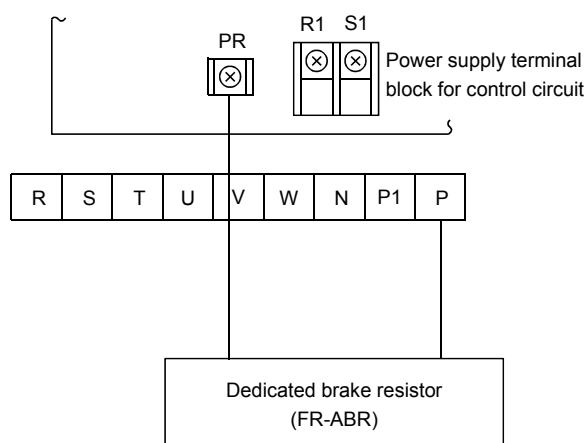 R1 S1
PR
Power supply terminal
block for control circuit
R S T U V W N P1 P
Dedicated brake resistor
(FR-ABR)